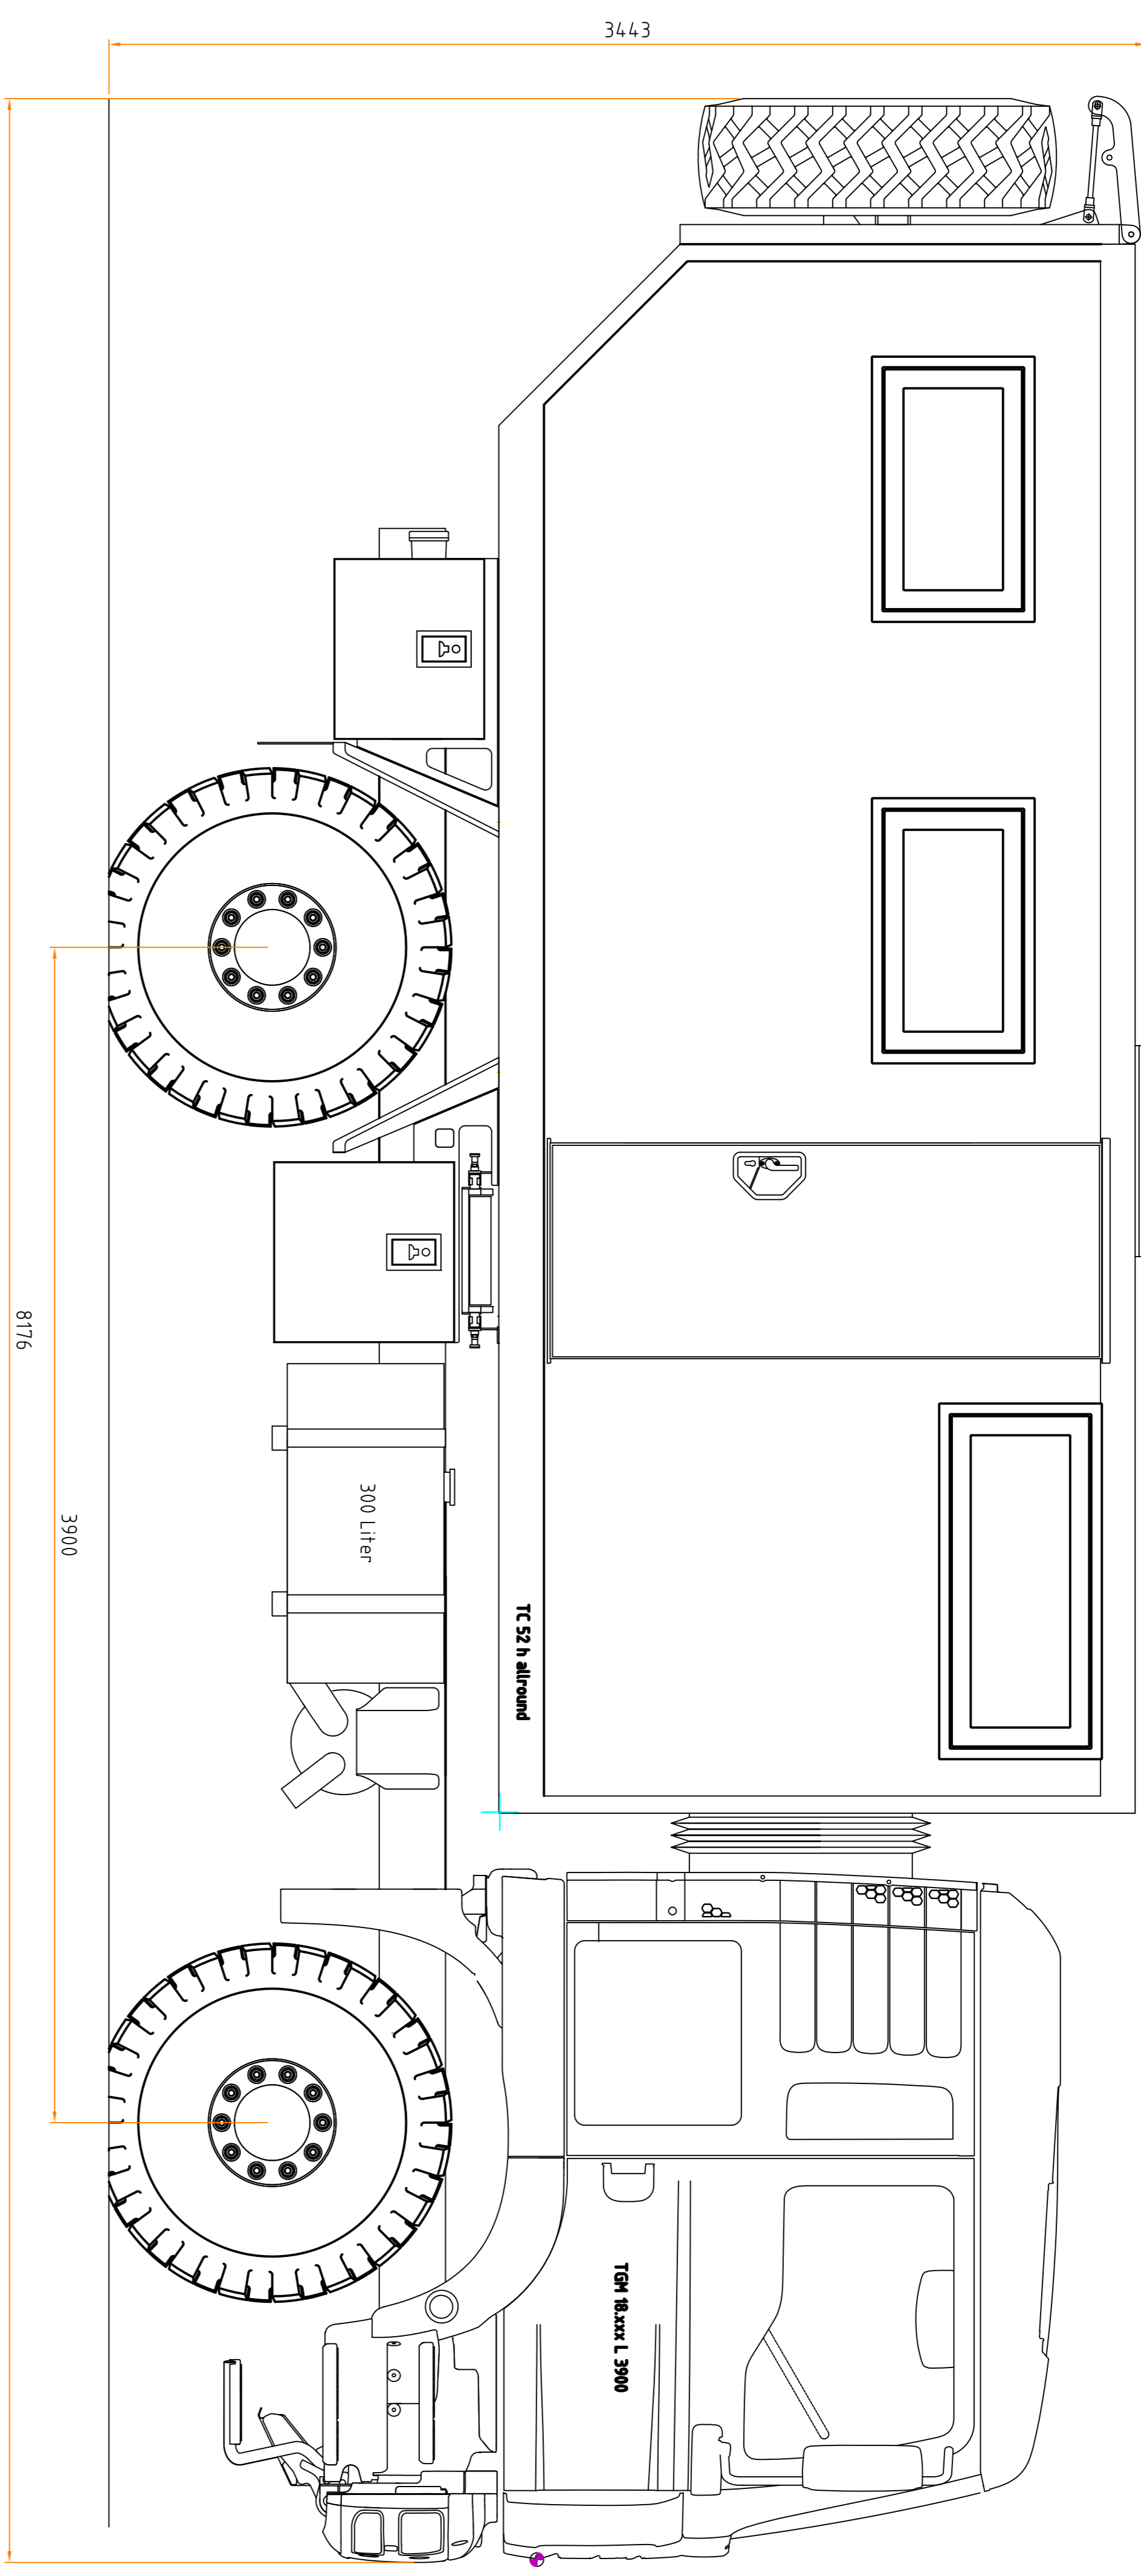 3443
300 Liter
TC 52 h allround
TGM 18.xxx L 3900
3900
8176